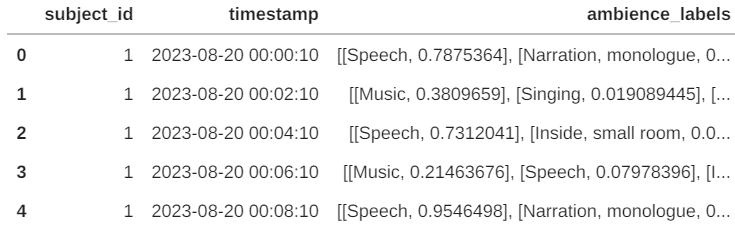 subject_id timestamp ambience_labels
0 1 2023-08-20 00:00:10 [[Speech, 0.7875364], [Narration, monologue, 0...
1 1 2023-08-20 00:02:10 [[Music, 0.3809659], [Singing, 0.019089445], [...
2 1 2023-08-20 00:04:10 [[Speech, 0.7312041], [Inside, small room, 0.0...
3 1 2023-08-20 00:06:10 [[Music, 0.21463676], [Speech, 0.07978396], [I...
4 1 2023-08-20 00:08:10 [[Speech, 0.9546498], [Narration, monologue, 0...